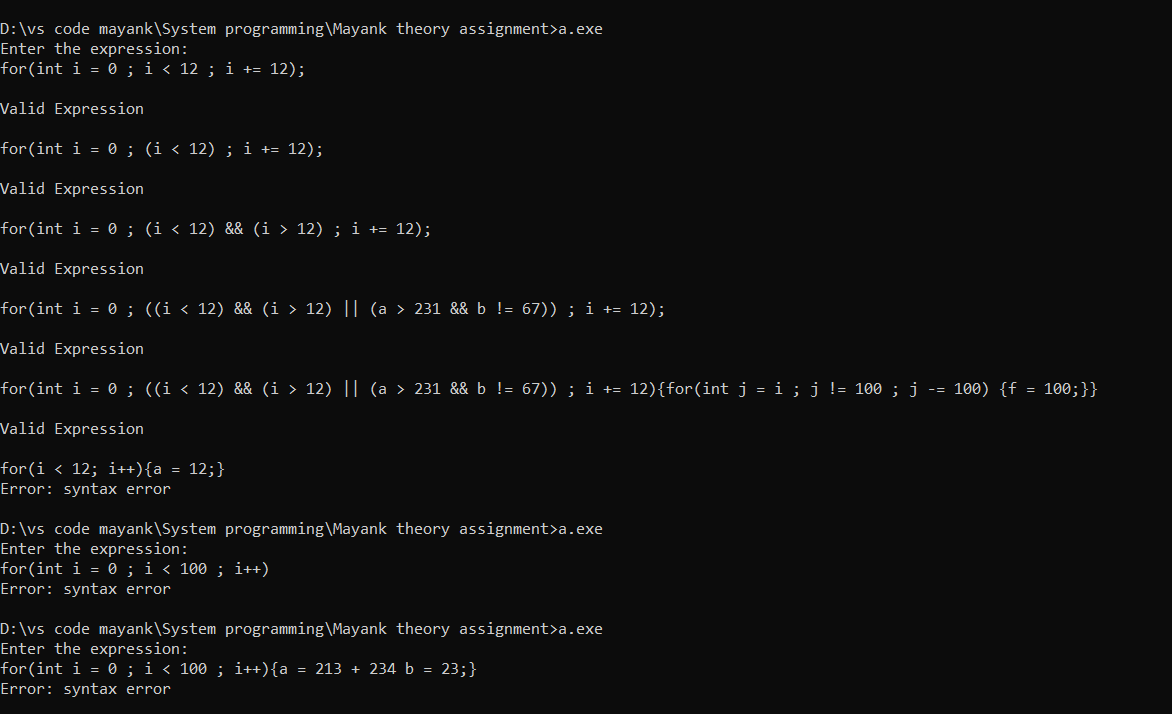 D:\vs code mayank\System programming\Mayank theory assignment>a.exe
Enter the expression:
for(int i = 0 ; i < 12 ; i += 12);
Valid Expression
for(int i = 0 ; (i < 12) ; i += 12);
Valid Expression
for(int i = 0 ; (i < 12) && (i > 12) ; i += 12);
Valid Expression
for(int i = 0 ; ((i < 12) && (i > 12) || (a > 231 && b != 67)) ; i += 12);
Valid Expression
for(int i = 0 ; ((i < 12) && (i > 12) || (a > 231 && b != 67)) ; i += 12){for(int j = i ; j != 100 ; j -= 100) {f = 100;}}
Valid Expression
for(i < 12; i++){a = 12;}
Error: syntax error
D:\vs code mayank\System programming\Mayank theory assignment>a.exe
Enter the expression:
for(int i = 0 ; i < 100 ; i++)
Error: syntax error
D:\vs code mayank\System programming\Mayank theory assignment>a.exe
Enter the expression:
for(int i = 0 ; i < 100 ; i++){a = 213 + 234 b = 23;}
Error: syntax error